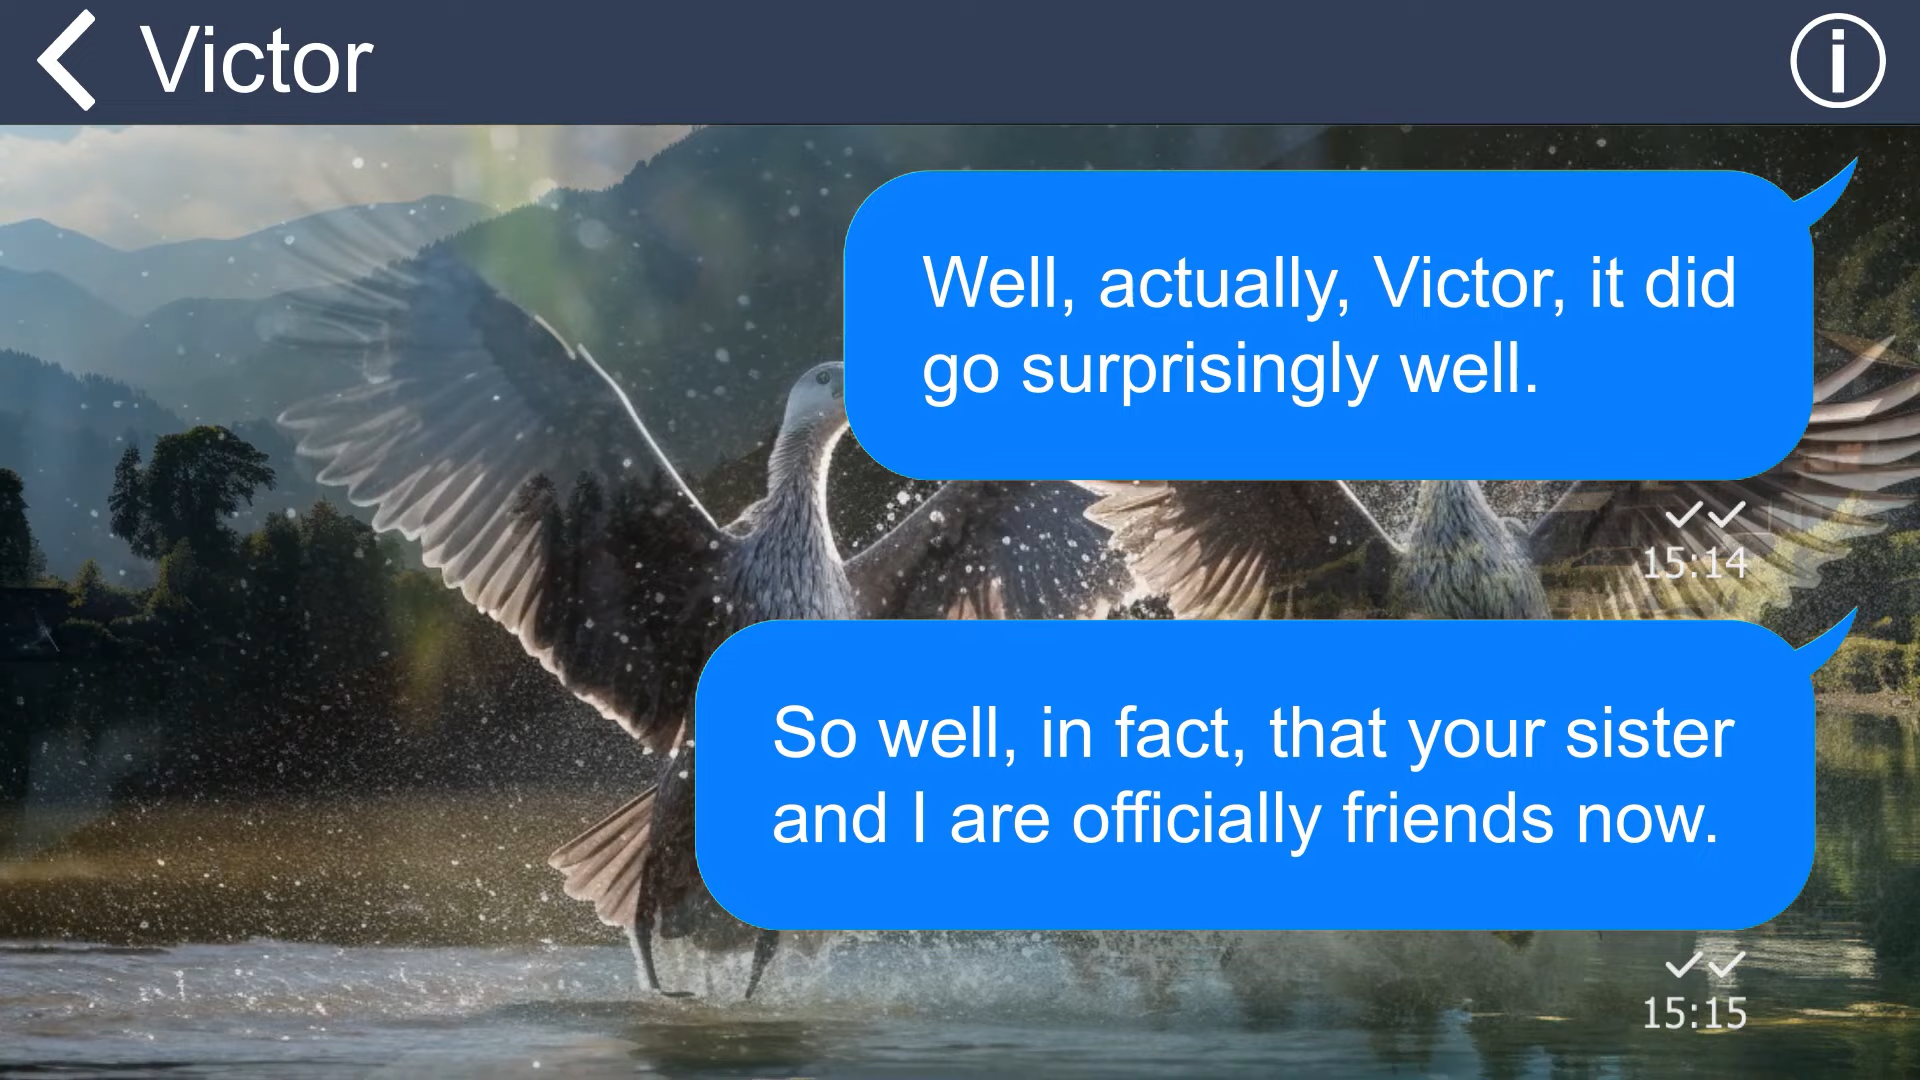 Victor
Well, actually, Victor, it did
go surprisingly well.
15:14
So well, in fact, that your sister
and I are officially friends now.
15:15